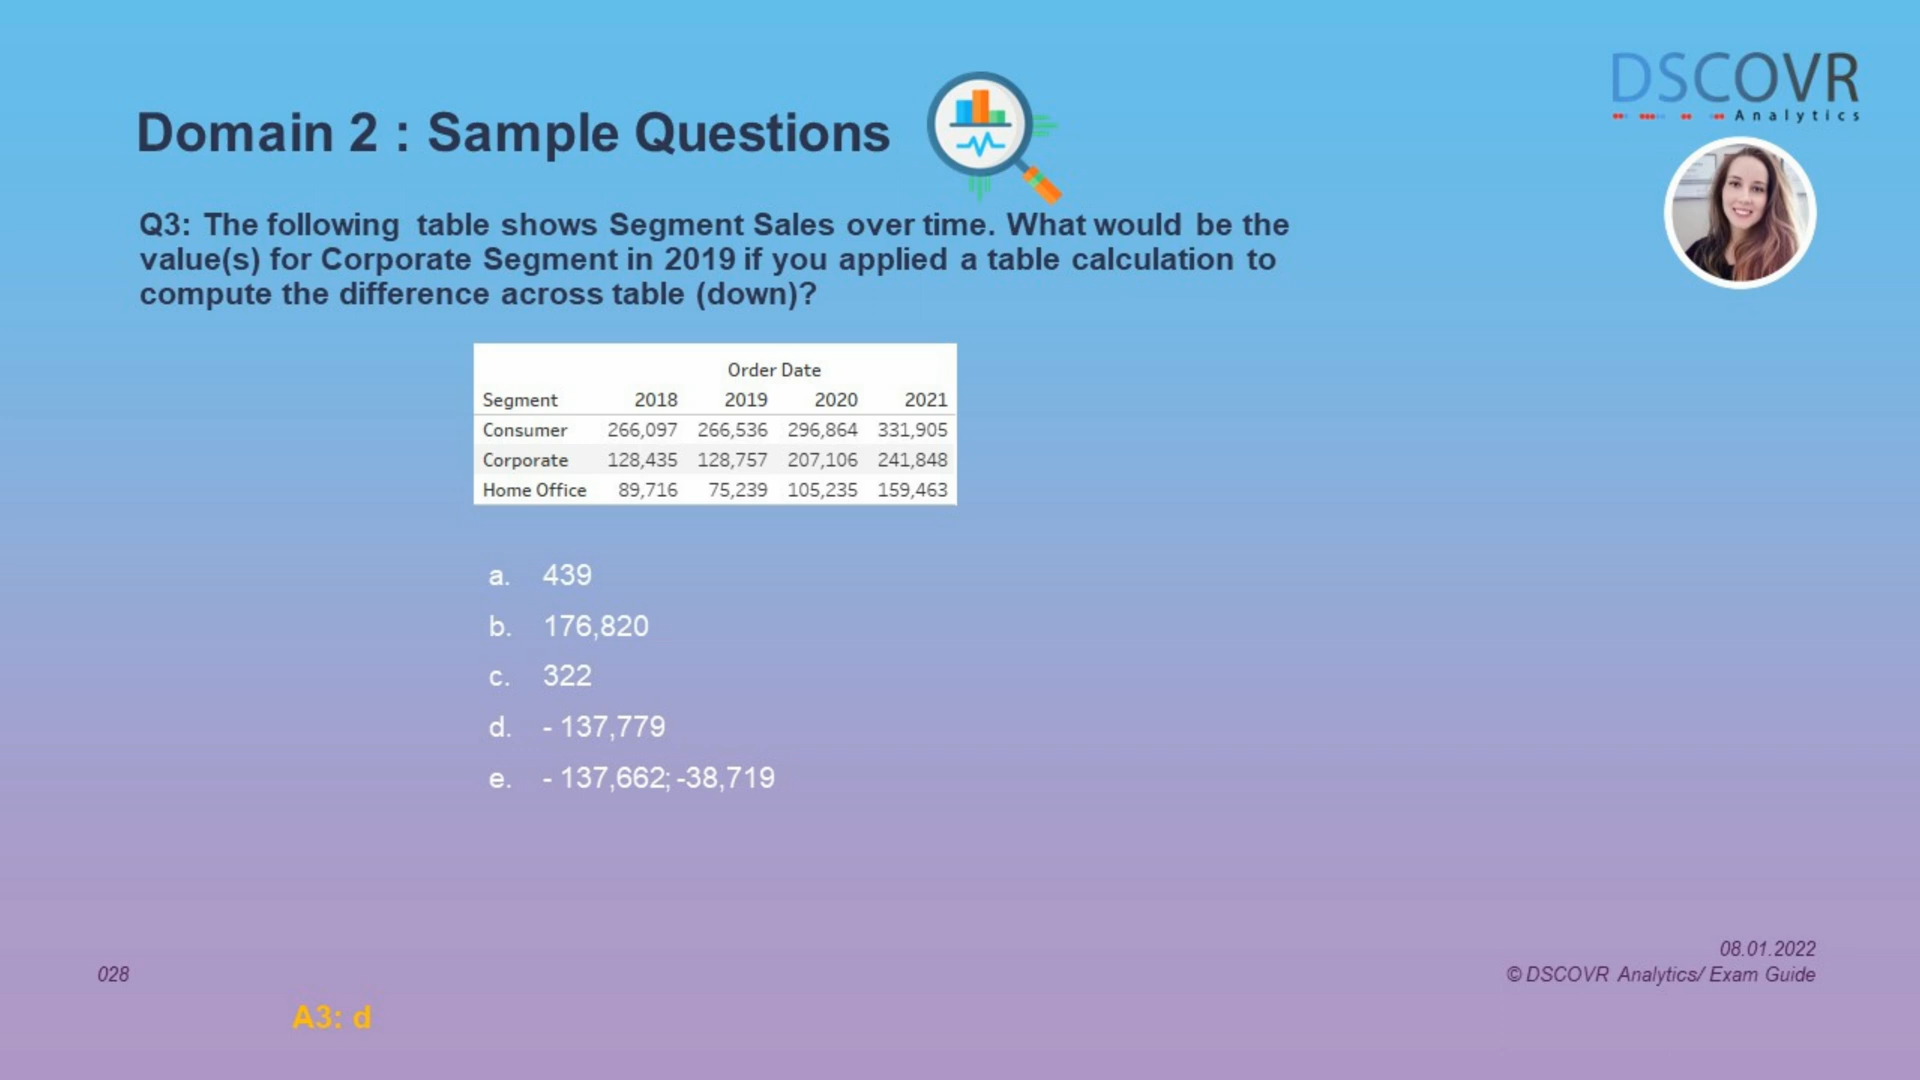 DSCOVR
Analytics
Domain 2 : Sample Questions
Q3: The following table shows Segment Sales over time. What would be the
value(s) for Corporate Segment in 2019 if you applied a table calculation to
compute the difference across table (down)?
Order Date
Segment 2018 2019 2020 2021
Consumer 266,097 266,536 296,864 331,905
Corporate 128,435 128,757 207,106 241,848
Home Office 89,716 75,239 105,235 159,463
a. 439
b. 176,820
c. 322
d. - 137,779
e. - 137,662; -38,719
08.01.2022
028 © DSCOVR Analytics/ Exam Guide
A3: d